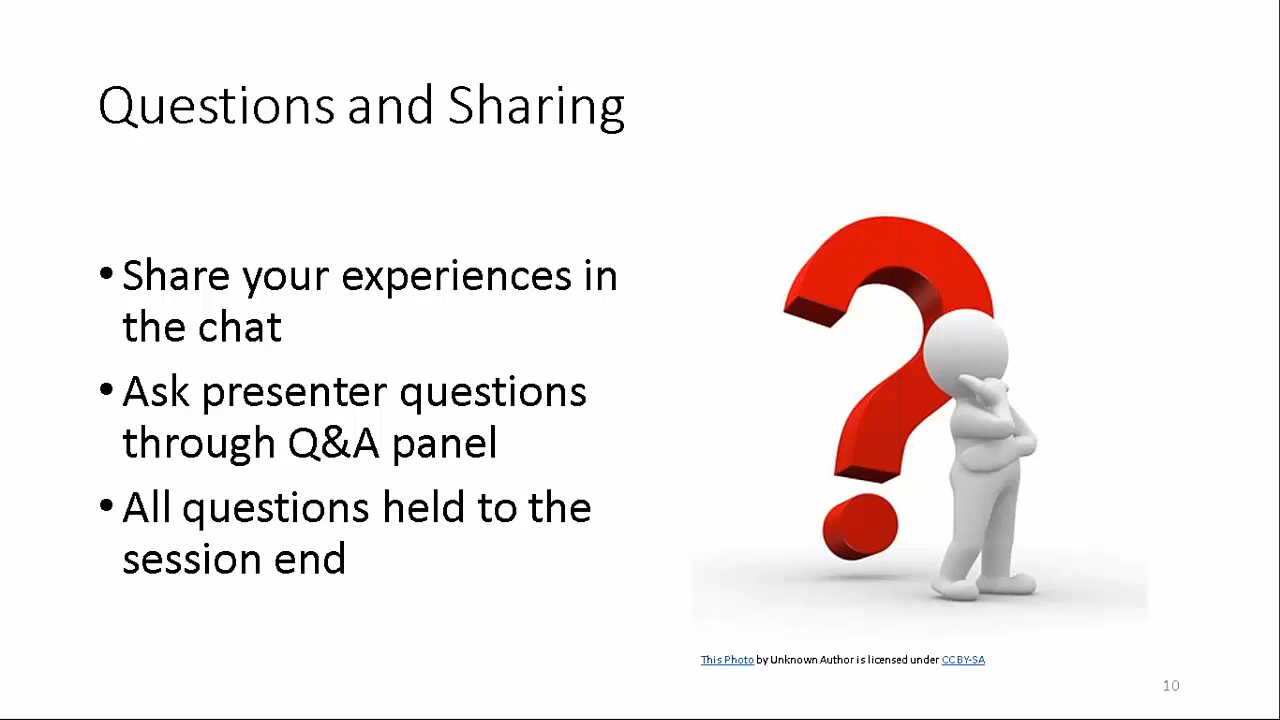 Questions and Sharing
• Share your experiences in
the chat
• Ask presenter questions
through Q&A panel
• All questions held to the
session end
This Photo by Unknown Author is licensed under CC BY-SA
10